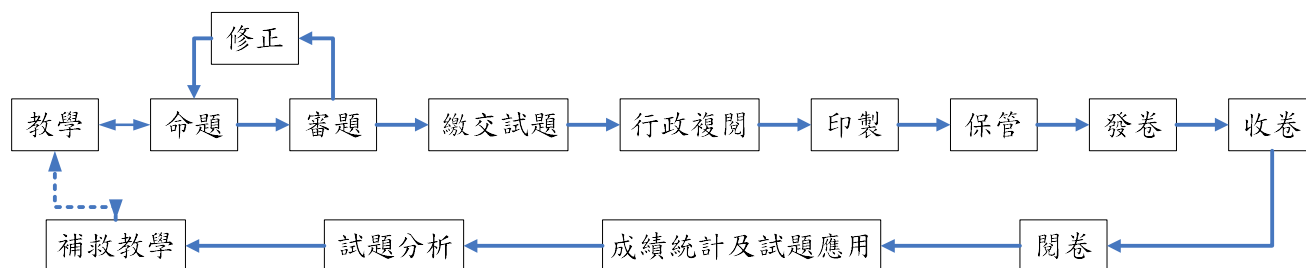 修正
教學
命題
審題
繳交試題
行政複閱
印製
保管
發卷
收卷
補救教學
試題分析
成績統計及試題應用
閱卷